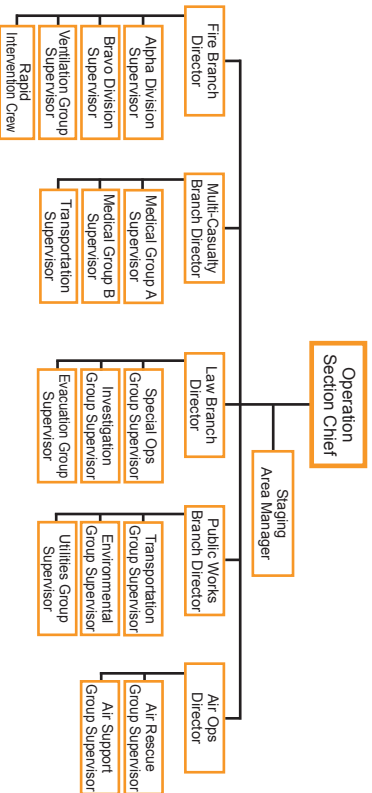 Operation
Section Chief
Staging
Area Manager
Fire Branch
Director
Alpha Division
Supervisor
Bravo Division
Supervisor
Ventilation Group
Supervisor
Rapid
Intervention Crew
Multi-Casualty
Branch Director
Medical Group A
Supervisor
Medical Group B
Supervisor
Transportation
Supervisor
Law Branch
Director
Special Ops
Group Supervisor
Investigation
Group Supervisor
Evacuation Group
Supervisor
Public Works
Branch Director
Transportation
Group Supervisor
Environmental
Group Supervisor
Utilities Group
Supervisor
Air Ops
Director
Air Rescue
Group Supervisor
Air Support
Group Supervisor